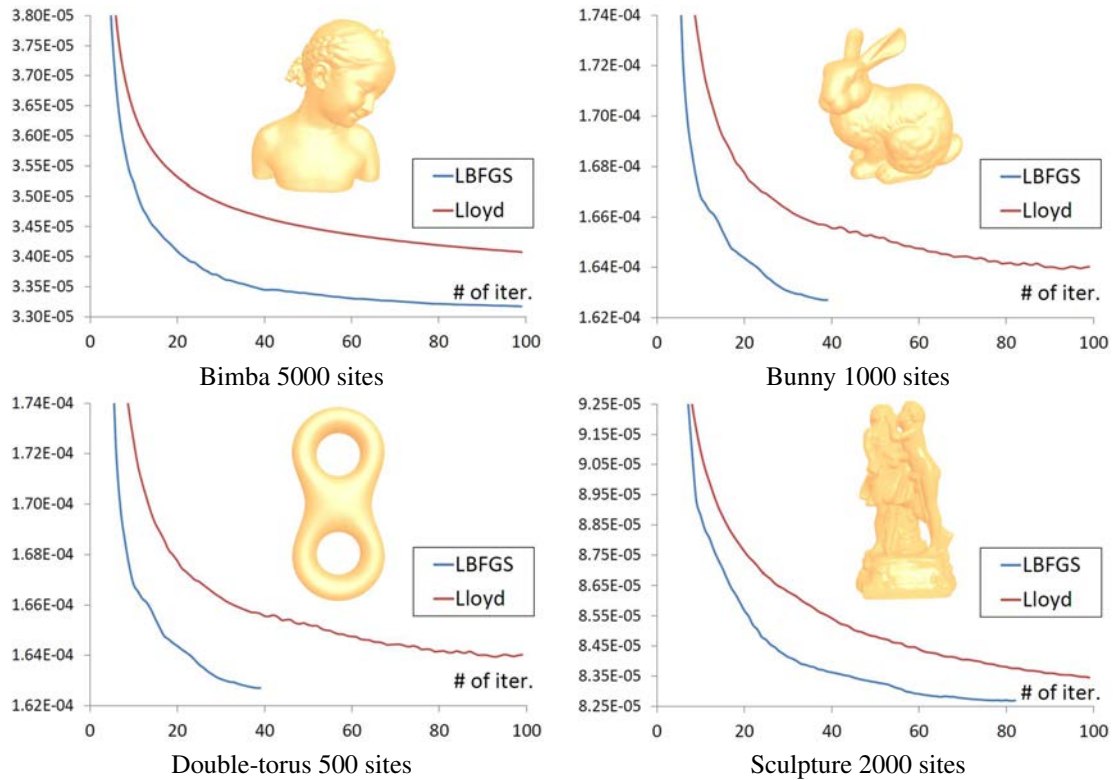 3.80E-05
3.75E-05
3.70E-05
3.65E-05
3.60E-05
3.55E-05
3.50E-05
3.45E-05
3.40E-05
3.35E-05
3.30E-05
LBFGS
Lloyd
# of iter.
0 20 40 60 80 100
Bimba 5000 sites
1.74E-04
1.72E-04
1.70E-04
1.68E-04
1.66E-04
1.64E-04
1.62E-04
LBFGS
Lloyd
# of iter.
0 20 40 60 80 100
Bunny 1000 sites
1.74E-04
1.72E-04
1.70E-04
1.68E-04
1.66E-04
1.64E-04
1.62E-04
LBFGS
Lloyd
# of iter.
0 20 40 60 80 100
Double-torus 500 sites
9.25E-05
9.15E-05
9.05E-05
8.95E-05
8.85E-05
8.75E-05
8.65E-05
8.55E-05
8.45E-05
8.35E-05
8.25E-05
LBFGS
Lloyd
# of iter.
0 20 40 60 80 100
Sculpture 2000 sites